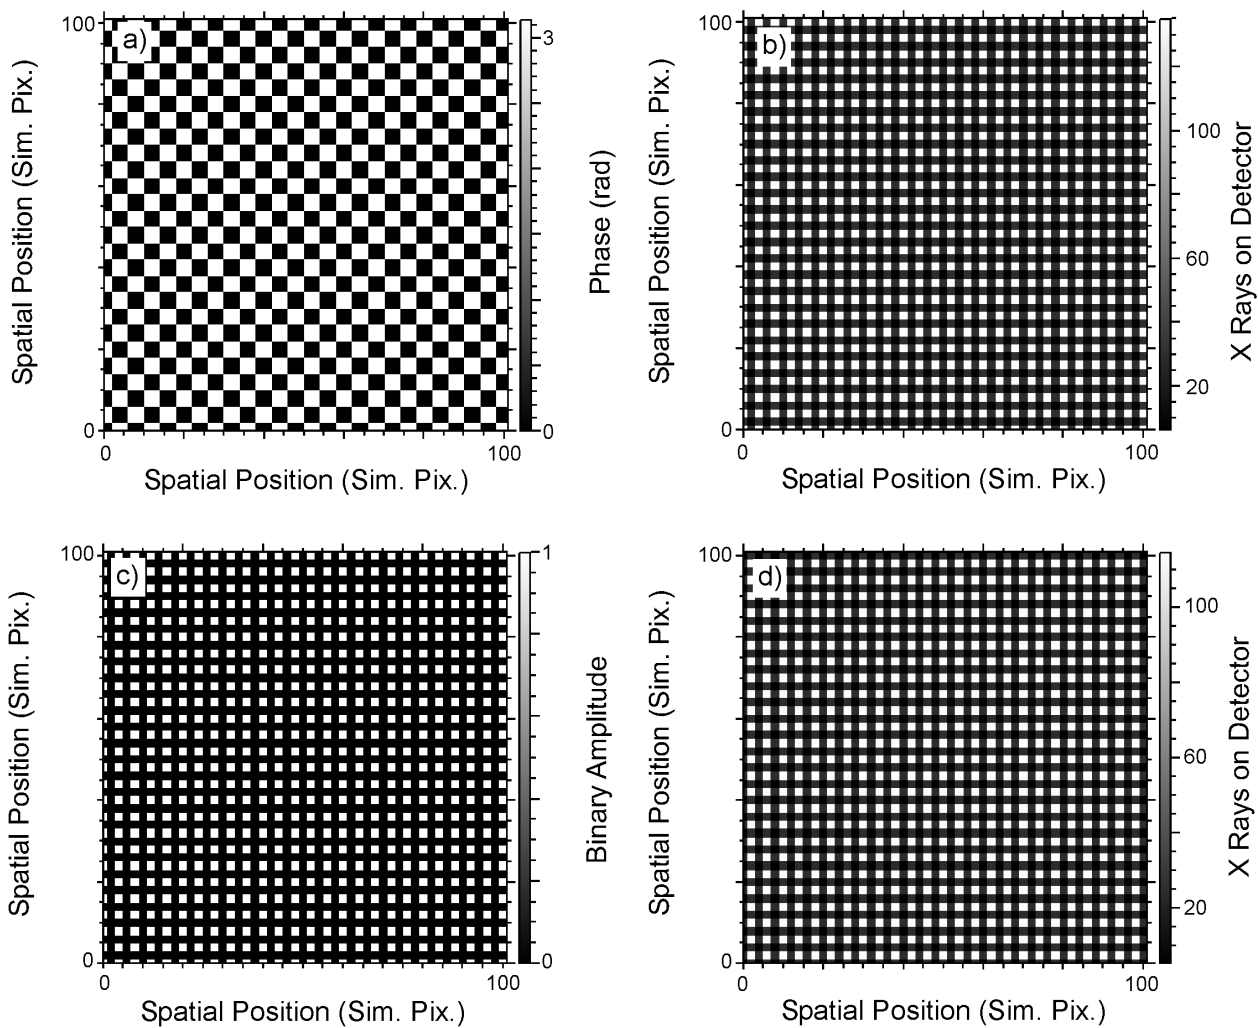 100
a)
3
Spatial Position (Sim. Pix.)
Phase (rad)
0
0
0
100
Spatial Position (Sim. Pix.)
100
b)
100
Spatial Position (Sim. Pix.)
60
X Rays on Detector
20
0
0
100
Spatial Position (Sim. Pix.)
100
c)
1
Spatial Position (Sim. Pix.)
Binary Amplitude
0
0
0
100
Spatial Position (Sim. Pix.)
100
d)
100
Spatial Position (Sim. Pix.)
60
X Rays on Detector
20
0
0
100
Spatial Position (Sim. Pix.)